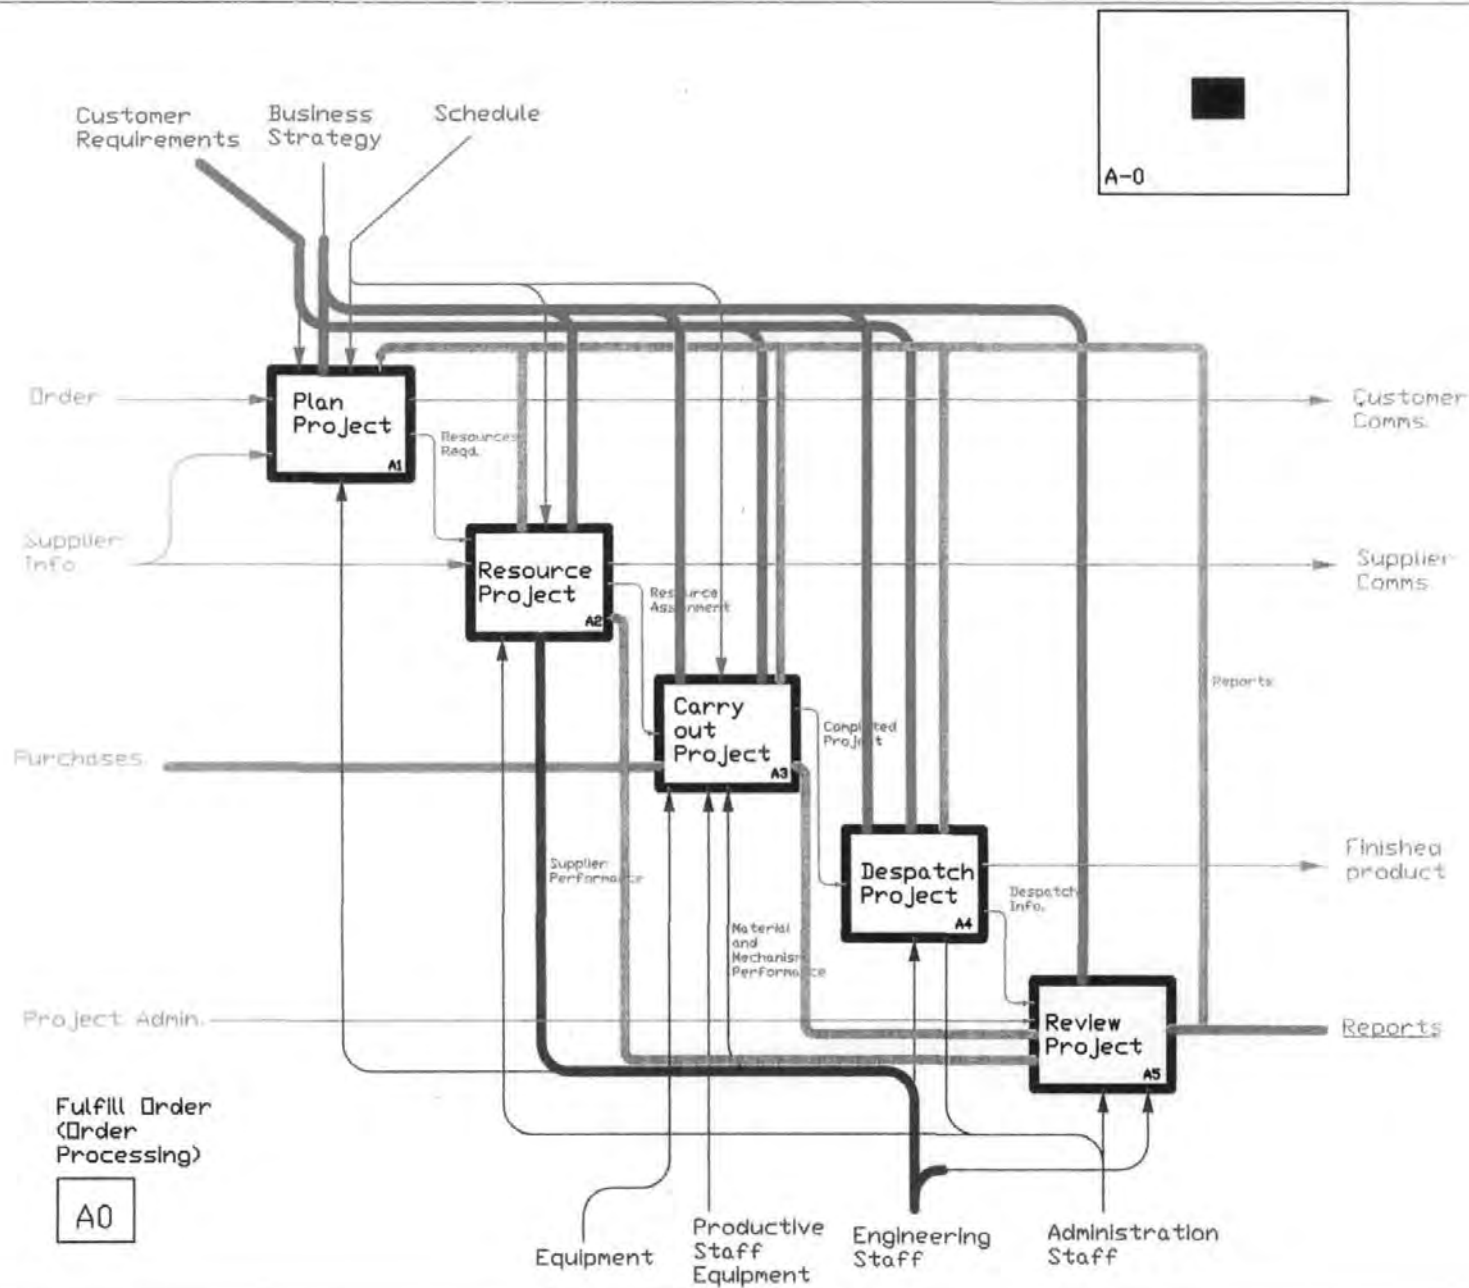 Customer
Requirements
Business
Strategy
Schedule
A-0
Order
Plan
Project
A1
Customer
Comms.
Resources
Reqd.
Supplier
Info
Resource
Project
A2
Supplier
Comms
Resource
Assignment
Reports
Carry
out
Project
A3
Completed
Project
Purchases
Supplier
Performance
Despatch
Project
A4
Finished
product
Despatch
Info.
Material
and
Mechanism
Performance
Project Admin.
Review
Project
A5
Reports
Fulfill Order
(Order
Processing)
A0
Equipment
Productive
Staff
Equipment
Engineering
Staff
Administration
Staff